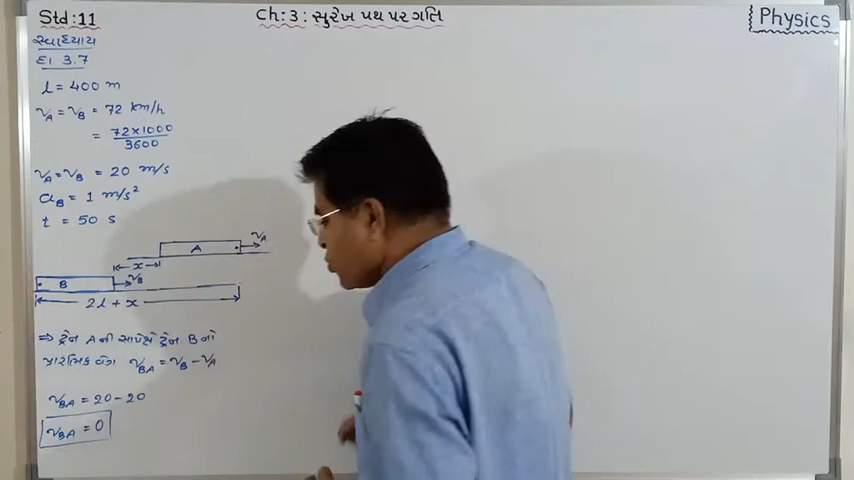 Std:11
Ch:3: સુરેખ પથ પર ગતિ
Physics
સ્વાધ્યાય
દા 3.7
l = 400 m
v_A = v_B = 72 km/h
= 72×1000/3600
v_A = v_B = 20 m/s
a_B = 1 m/s²
t = 50 s
A v_A
x
B v_B
2l + x
⇒ ટ્રેન A ની સાપેક્ષે ટ્રેન B નો
પ્રારંભિક વેગ v_BA = v_B - v_A
v_BA = 20 - 20
v_BA = 0